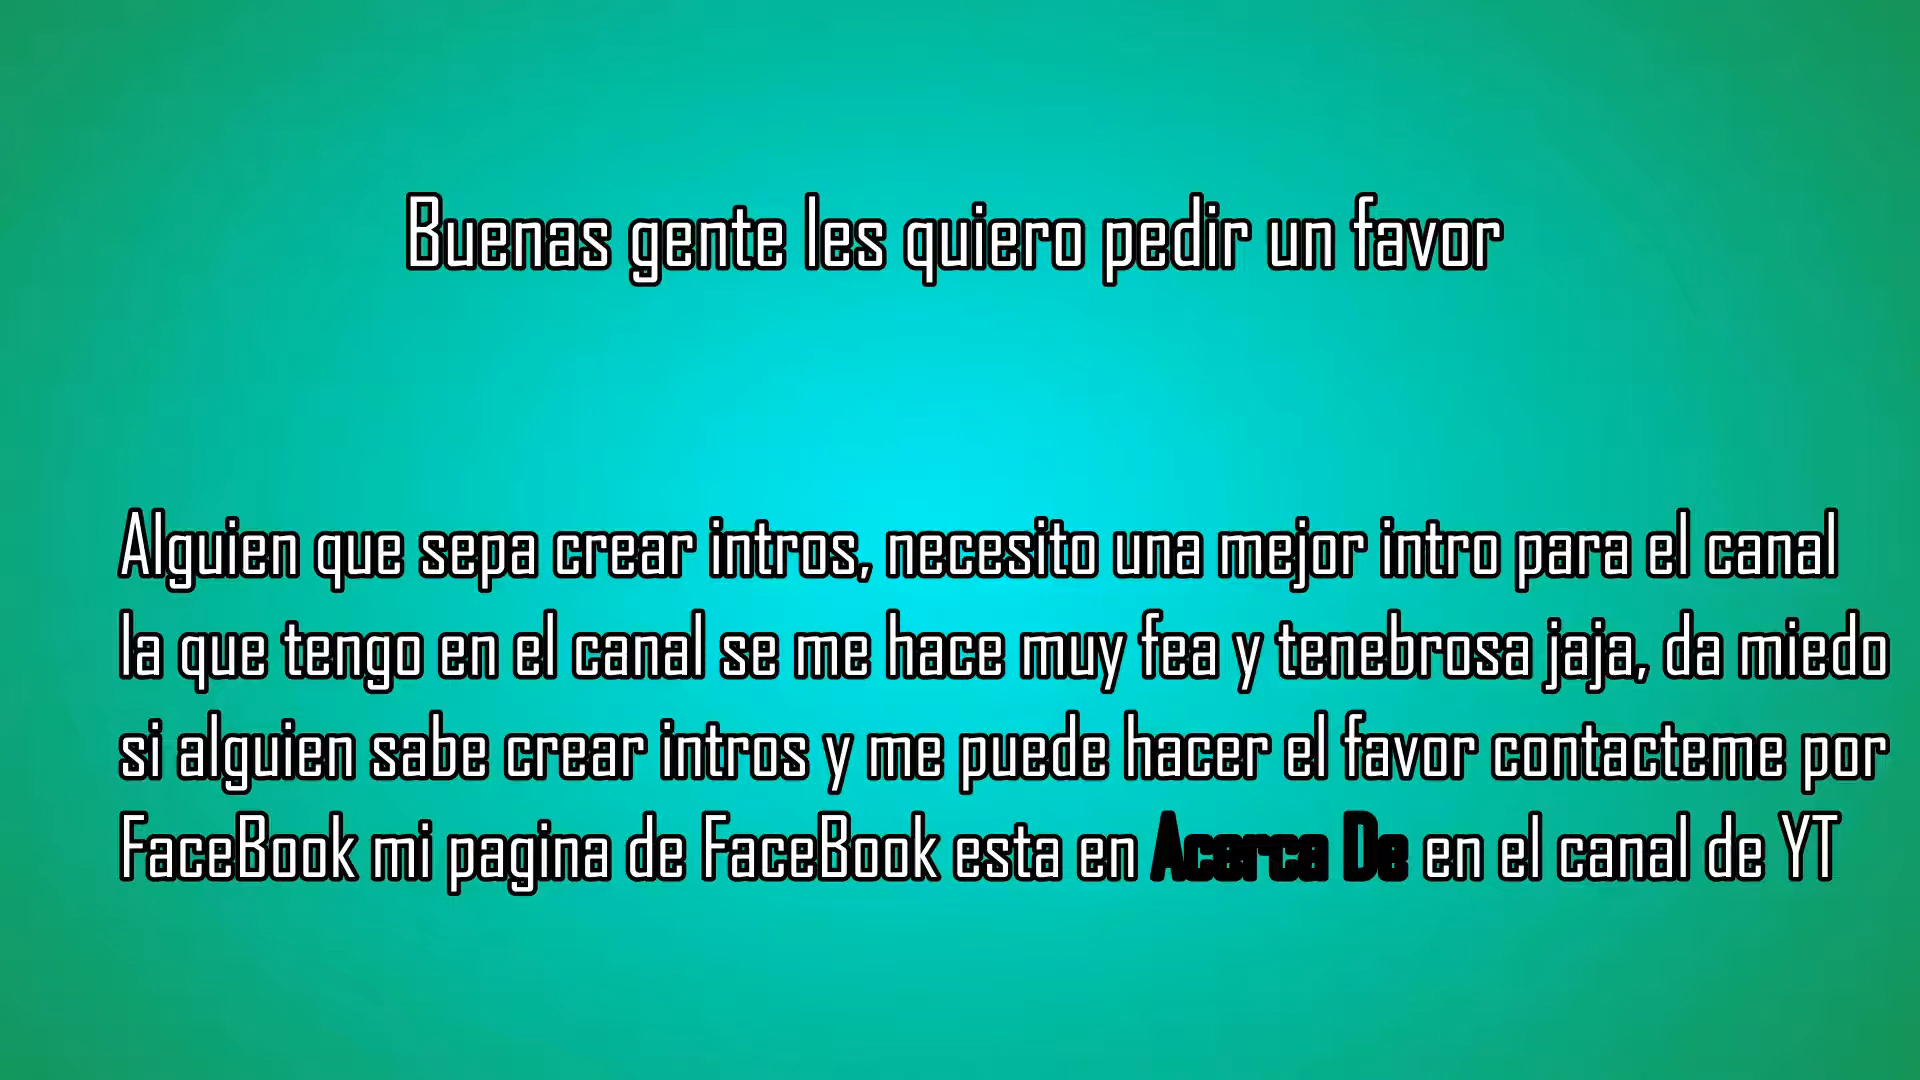 Buenas gente les quiero pedir un favor
Alguien que sepa crear intros, necesito una mejor intro para el canal
la que tengo en el canal se me hace muy fea y tenebrosa jaja, da miedo
si alguien sabe crear intros y me puede hacer el favor contacteme por
FaceBook mi pagina de FaceBook esta en Acerca De en el canal de YT